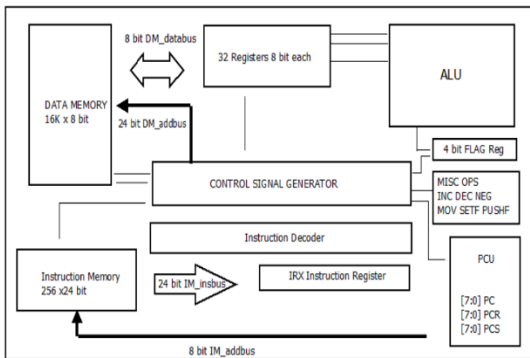 8 bit DM_databus
32 Registers 8 bit each
ALU
DATA MEMORY
16K x 8 bit
24 bit DM_addbus
4 bit FLAG Reg
CONTROL SIGNAL GENERATOR
MISC OPS
INC DEC NEG
MOV SETF PUSHF
Instruction Decoder
Instruction Memory
256 x24 bit
24 bit IM_insbus
IRX Instruction Register
PCU
[7:0] PC
[7:0] PCR
[7:0] PCS
8 bit IM_addbus